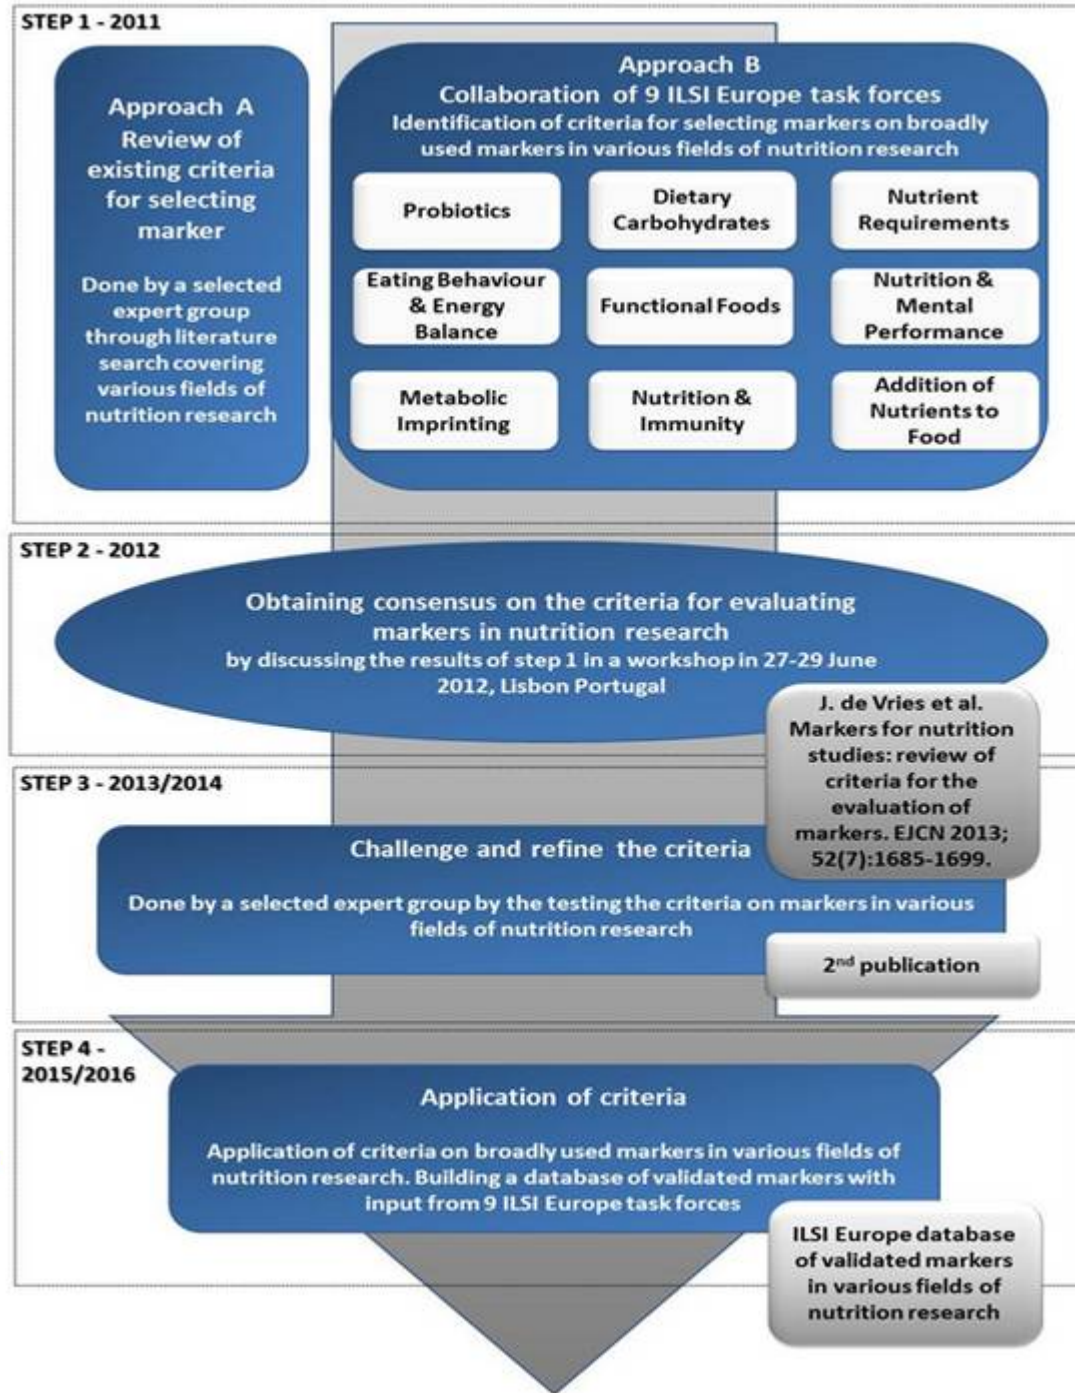 STEP 1 - 2011
Approach A
Review of
existing criteria
for selecting
marker
Done by a selected
expert group
through literature
search covering
various fields of
nutrition research
Approach B
Collaboration of 9 ILSI Europe task forces
Identification of criteria for selecting markers on broadly
used markers in various fields of nutrition research
Probiotics
Dietary
Carbohydrates
Nutrient
Requirements
Eating Behaviour
& Energy
Balance
Functional Foods
Nutrition &
Mental
Performance
Metabolic
Imprinting
Nutrition &
Immunity
Addition of
Nutrients to
Food
STEP 2 - 2012
Obtaining consensus on the criteria for evaluating
markers in nutrition research
by discussing the results of step 1 in a workshop in 27-29 June
2012, Lisbon Portugal
J. de Vries et al.
Markers for nutrition
studies: review of
criteria for the
evaluation of
markers. EJCN 2013;
52(7):1685-1699.
STEP 3 - 2013/2014
Challenge and refine the criteria
Done by a selected expert group by the testing the criteria on markers in various
fields of nutrition research
2nd publication
STEP 4 -
2015/2016
Application of criteria
Application of criteria on broadly used markers in various fields of
nutrition research. Building a database of validated markers with
input from 9 ILSI Europe task forces
ILSI Europe database
of validated markers
in various fields of
nutrition research